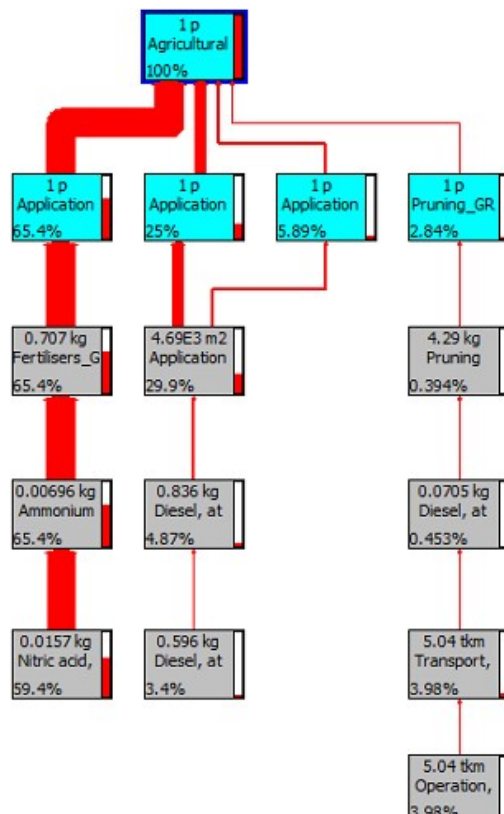 1 p
Agricultural
100%
1 p
Application
65.4%
1 p
Application
25%
1 p
Application
5.89%
1 p
Pruning_GR
2.84%
0.707 kg
Fertilisers_G
65.4%
4.69E3 m2
Application
29.9%
4.29 kg
Pruning
0.394%
0.00696 kg
Ammonium
65.4%
0.836 kg
Diesel, at
4.87%
0.0705 kg
Diesel, at
0.453%
0.0157 kg
Nitric acid,
59.4%
0.596 kg
Diesel, at
3.4%
5.04 tkm
Transport,
3.98%
5.04 tkm
Operation,
3.98%